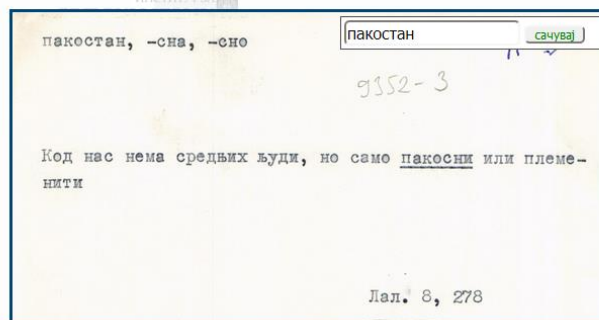 пакостан, -сна, -сно
пакостан
сачувај
9352-3
Код нас нема средњих људи, но само пакосни или племе-
нити
Лал. 8, 278